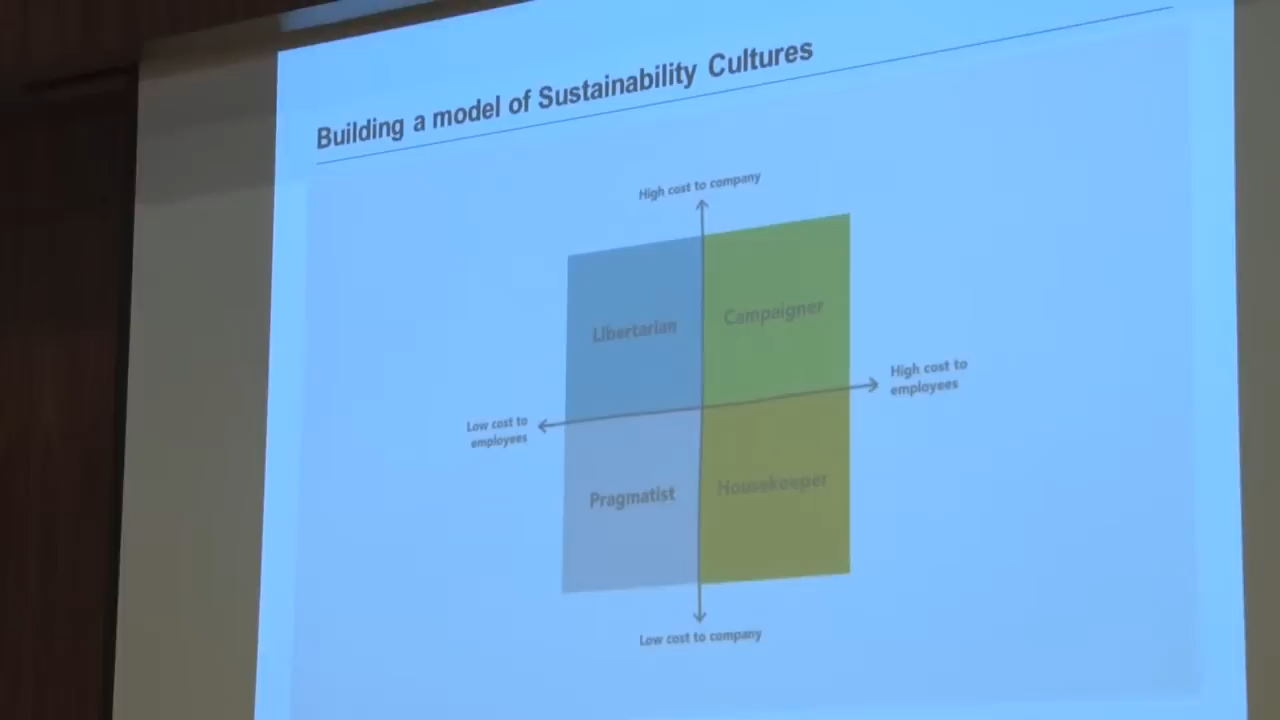 Building a model of Sustainability Cultures
High cost to company
Libertarian
Campaigner
High cost to
employees
Low cost to
employees
Pragmatist
Housekeeper
Low cost to company